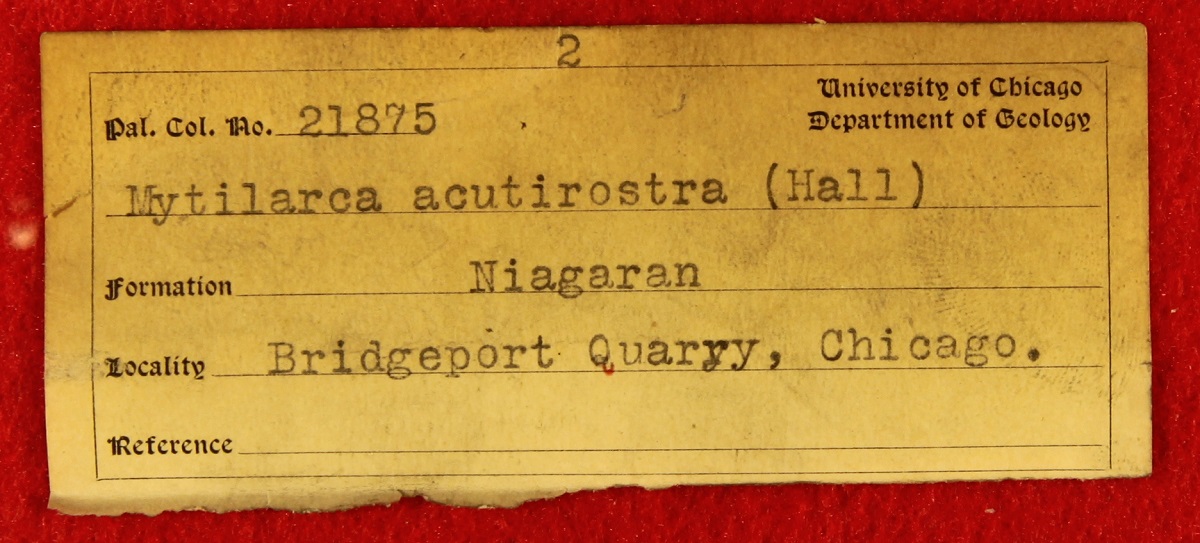 2
University of Chicago
Department of Geology
Pal. Col. No. 21875
Mytilarca acutirostra (Hall)
Formation Niagaran
Locality Bridgeport Quarry, Chicago.
Reference